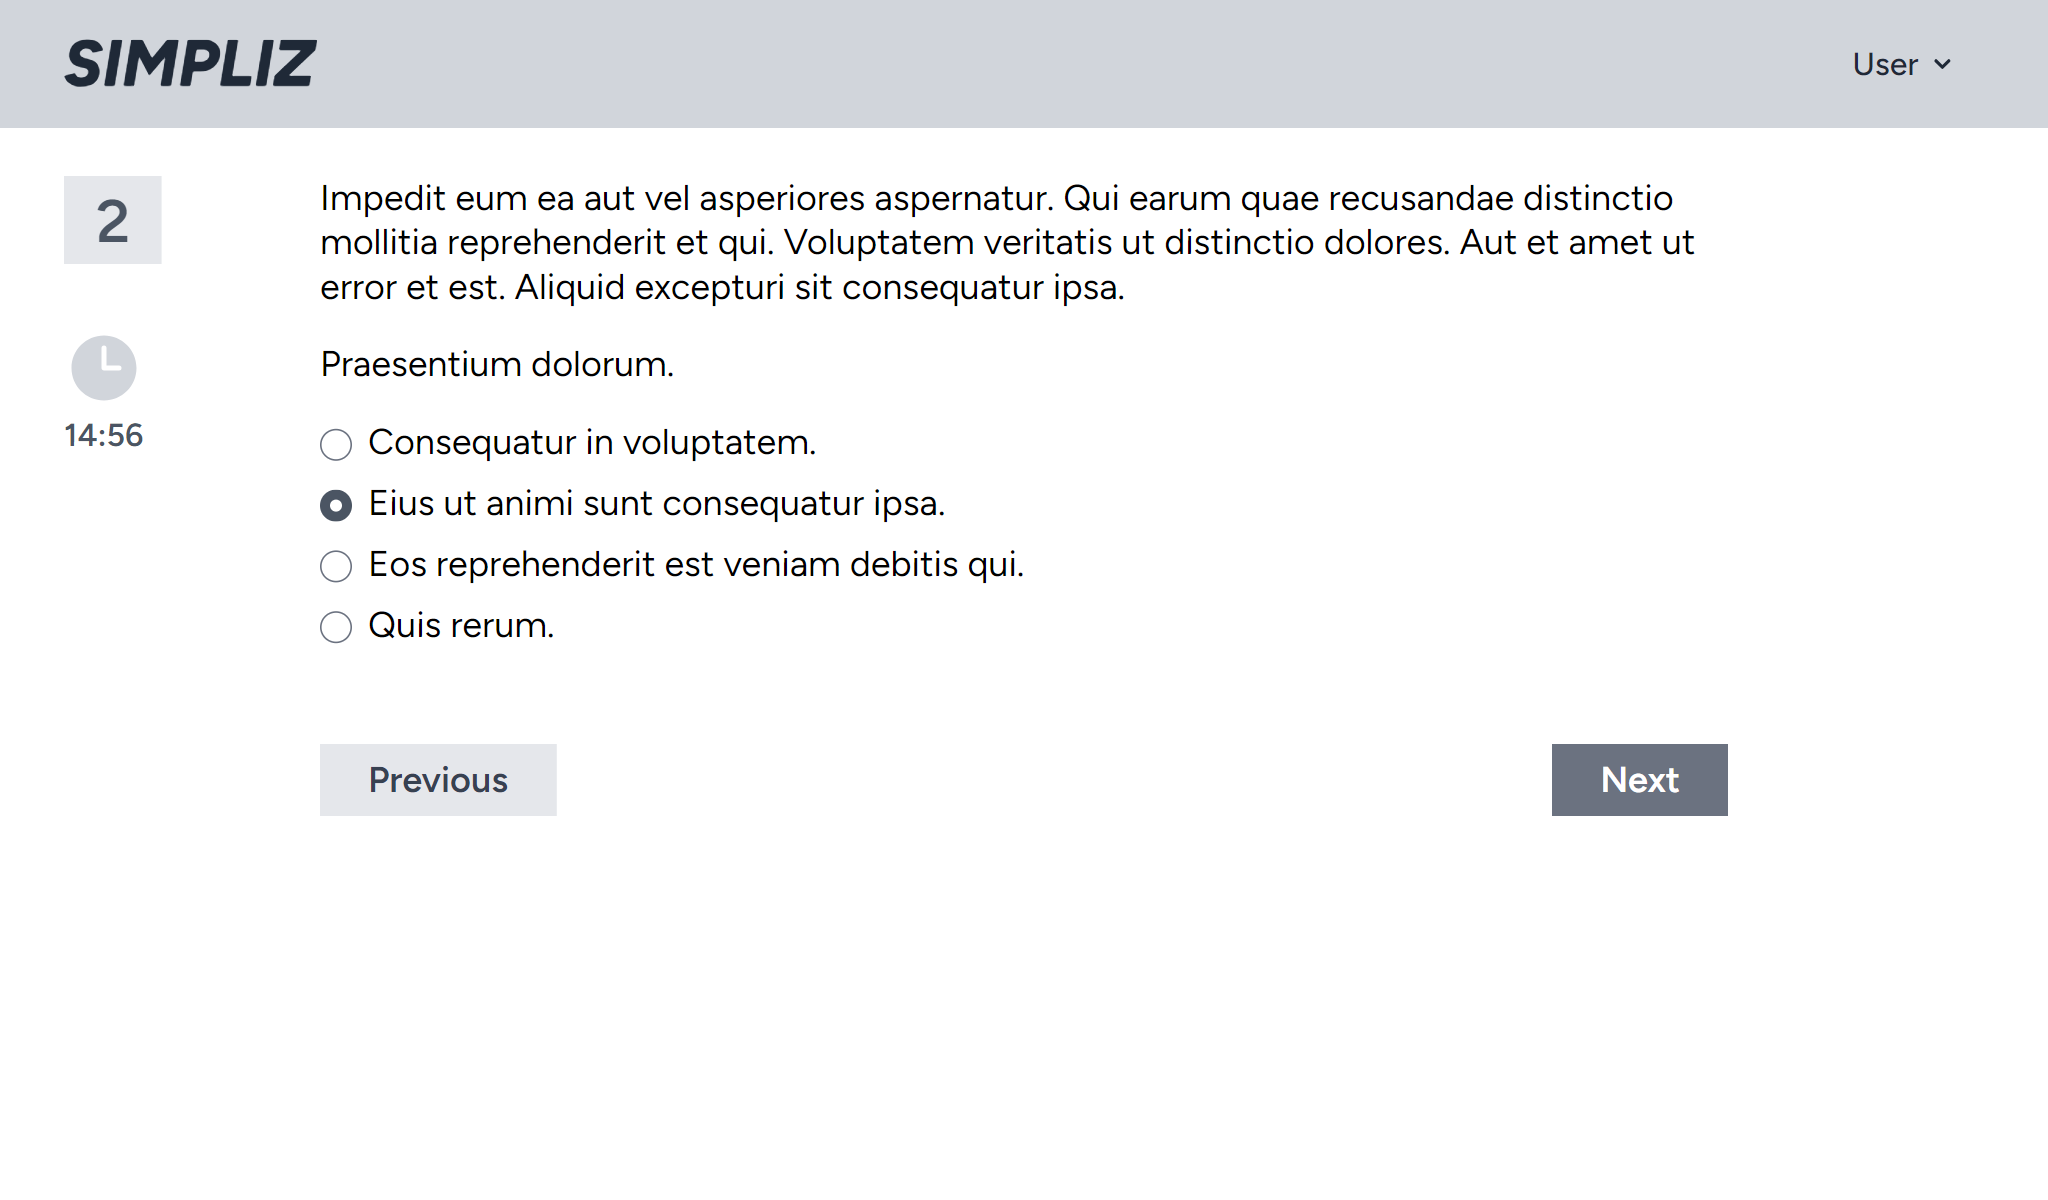 SIMPLIZ
User
2
Impedit eum ea aut vel asperiores aspernatur. Qui earum quae recusandae distinctio
mollitia reprehenderit et qui. Voluptatem veritatis ut distinctio dolores. Aut et amet ut
error et est. Aliquid excepturi sit consequatur ipsa.
Praesentium dolorum.
14:56
Consequatur in voluptatem.
Eius ut animi sunt consequatur ipsa.
Eos reprehenderit est veniam debitis qui.
Quis rerum.
Previous
Next